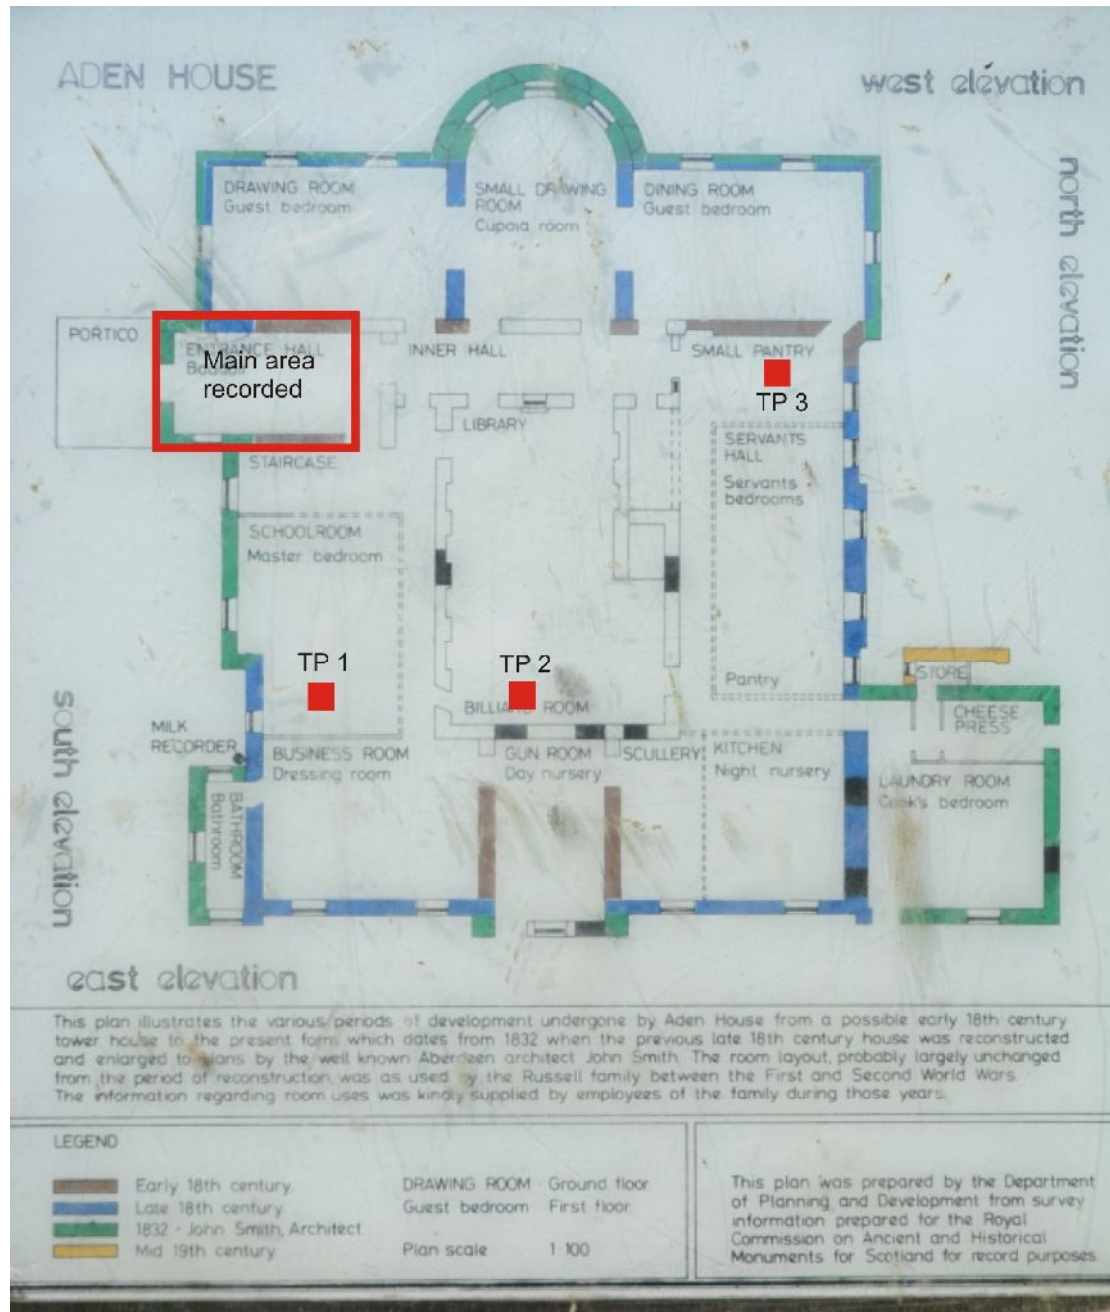 ADEN HOUSE
west elevation
north elevation
DRAWING ROOM
Guest bedroom
SMALL DRAWING
ROOM
Cupola room
DINING ROOM
Guest bedroom
PORTICO
ENTRANCE HALL
Boudoir
Main area
recorded
INNER HALL
SMALL PANTRY
TP 3
LIBRARY
STAIRCASE
SERVANTS
HALL
Servants
bedrooms
SCHOOLROOM
Master bedroom
TP 1
TP 2
Pantry
STORE
BILLIARD ROOM
CHEESE
PRESS
MILK
RECORDER
BUSINESS ROOM
Dressing room
GUN ROOM
Day nursery
SCULLERY
KITCHEN
Night nursery
LAUNDRY ROOM
Cook's bedroom
BATHROOM
Bathroom
south elevation
east elevation
This plan illustrates the various periods of development undergone by Aden House from a possible early 18th century
tower house to the present form which dates from 1832 when the previous late 18th century house was reconstructed
and enlarged to plans by the well known Aberdeen architect John Smith. The room layout, probably largely unchanged
from the period of reconstruction, was as used by the Russell family between the First and Second World Wars.
The information regarding room uses was kindly supplied by employees of the family during those years.
LEGEND
Early 18th century.
Late 18th century.
1832 - John Smith, Architect
Mid 19th century
DRAWING ROOM - Ground floor
Guest bedroom - First floor
Plan scale 1:100
This plan was prepared by the Department
of Planning and Development from survey
information prepared for the Royal
Commission on Ancient and Historical
Monuments for Scotland for record purposes.